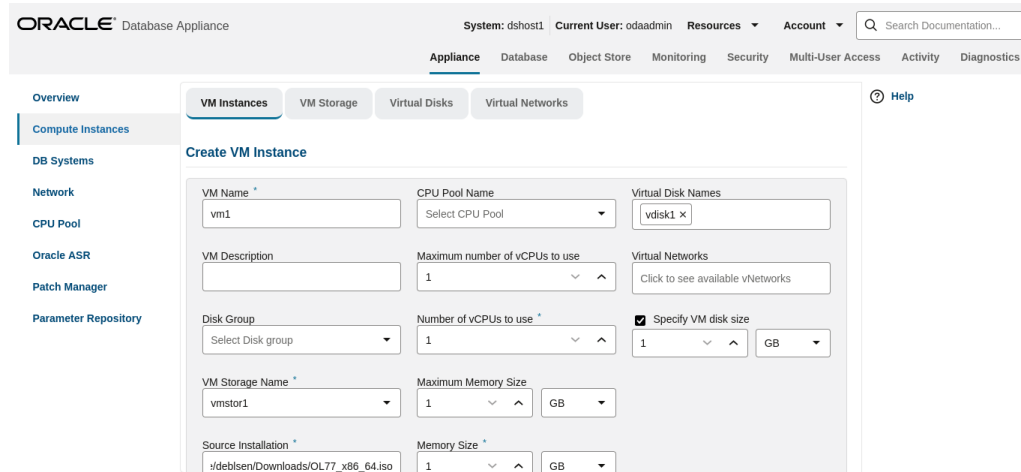 ORACLE® Database Appliance
System: dshost1 Current User: odaadmin Resources Account Search Documentation...
Appliance Database Object Store Monitoring Security Multi-User Access Activity Diagnostics
Overview
Compute Instances
DB Systems
Network
CPU Pool
Oracle ASR
Patch Manager
Parameter Repository
VM Instances VM Storage Virtual Disks Virtual Networks
Help
Create VM Instance
VM Name * CPU Pool Name Virtual Disk Names
vm1 Select CPU Pool vdisk1 ×
VM Description Maximum number of vCPUs to use Virtual Networks
1 Click to see available vNetworks
Disk Group Number of vCPUs to use * Specify VM disk size
Select Disk group 1 1 GB
VM Storage Name * Maximum Memory Size
vmstor1 1 GB
Source Installation * Memory Size *
:/deblsen/Downloads/OL77_x86_64.iso 1 GB